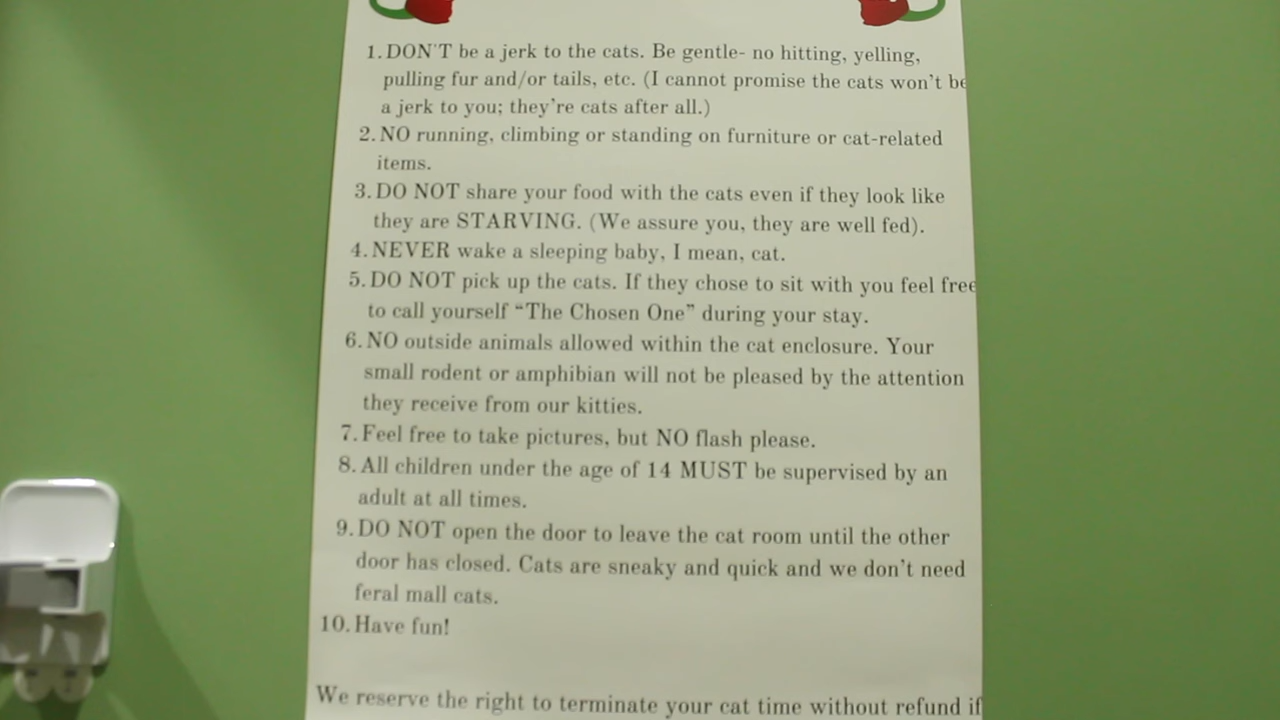 1. DON'T be a jerk to the cats. Be gentle- no hitting, yelling,
pulling fur and/or tails, etc. (I cannot promise the cats won't be
a jerk to you; they're cats after all.)
2. NO running, climbing or standing on furniture or cat-related
items.
3. DO NOT share your food with the cats even if they look like
they are STARVING. (We assure you, they are well fed).
4. NEVER wake a sleeping baby, I mean, cat.
5. DO NOT pick up the cats. If they chose to sit with you feel free
to call yourself “The Chosen One” during your stay.
6. NO outside animals allowed within the cat enclosure. Your
small rodent or amphibian will not be pleased by the attention
they receive from our kitties.
7. Feel free to take pictures, but NO flash please.
8. All children under the age of 14 MUST be supervised by an
adult at all times.
9. DO NOT open the door to leave the cat room until the other
door has closed. Cats are sneaky and quick and we don't need
feral mall cats.
10. Have fun!
We reserve the right to terminate your cat time without refund if